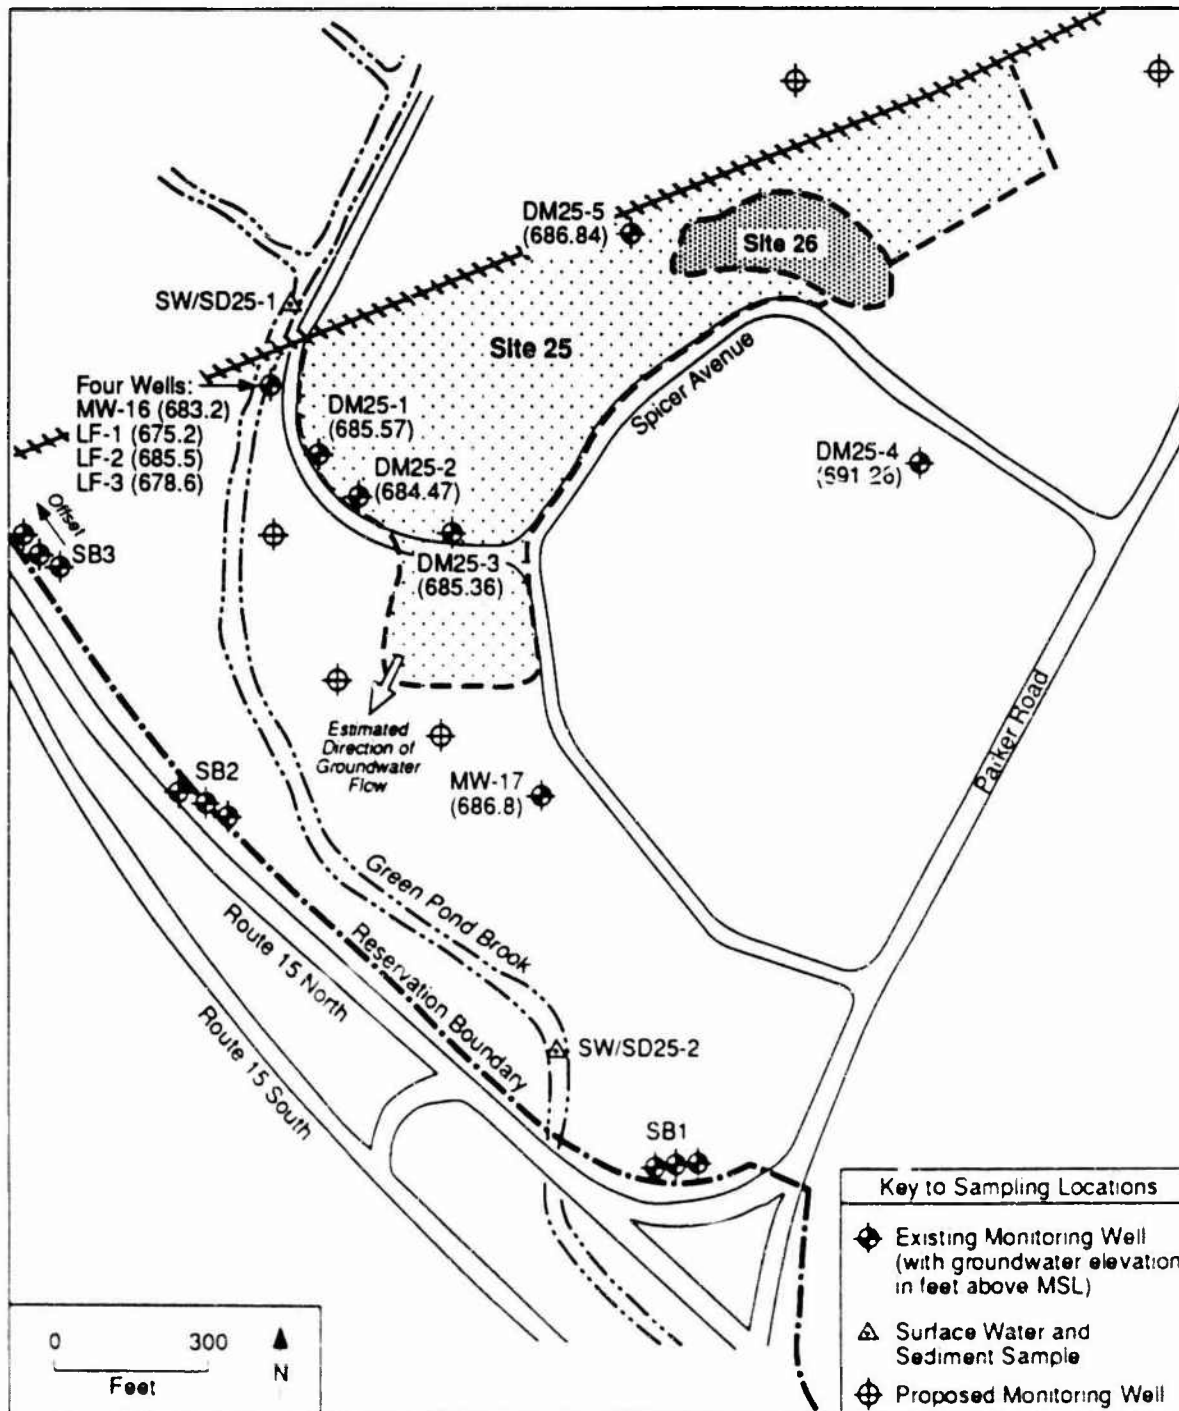 DM25-5
(686.84)
Site 26
SW/SD25-1
Site 25
Spicer Avenue
Four Wells:
MW-16 (683.2)
LF-1 (675.2)
LF-2 (685.5)
LF-3 (678.6)
DM25-1
(685.57)
DM25-2
(684.47)
DM25-4
(691.26)
Offset
SB3
DM25-3
(685.36)
Parker Road
Estimated
Direction of
Groundwater
Flow
SB2
MW-17
(686.8)
Green Pond Brook
Reservation Boundary
Route 15 North
Route 15 South
SW/SD25-2
SB1
Key to Sampling Locations
Existing Monitoring Well
(with groundwater elevation
in feet above MSL)
Surface Water and
Sediment Sample
Proposed Monitoring Well
0 300
Feet
N